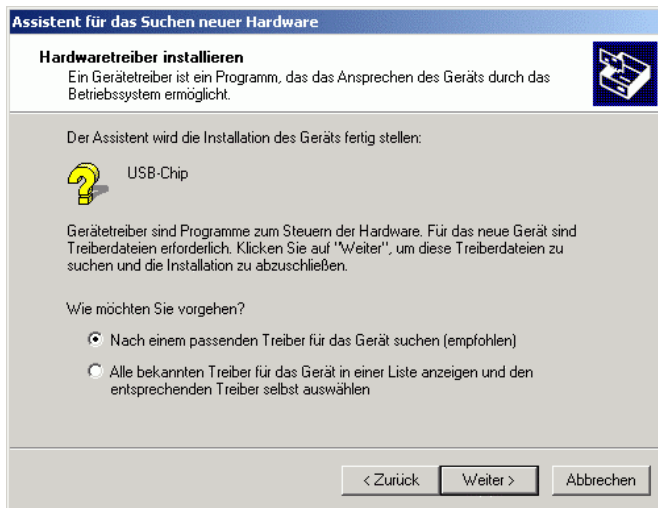 Assistent für das Suchen neuer Hardware
Hardwaretreiber installieren
Ein Gerätetreiber ist ein Programm, das das Ansprechen des Geräts durch das
Betriebssystem ermöglicht.
Der Assistent wird die Installation des Geräts fertig stellen:
USB-Chip
Gerätetreiber sind Programme zum Steuern der Hardware. Für das neue Gerät sind
Treiberdateien erforderlich. Klicken Sie auf "Weiter", um diese Treiberdateien zu
suchen und die Installation zu abzuschließen.
Wie möchten Sie vorgehen?
Nach einem passenden Treiber für das Gerät suchen (empfohlen)
Alle bekannten Treiber für das Gerät in einer Liste anzeigen und den
entsprechenden Treiber selbst auswählen
< Zurück Weiter > Abbrechen